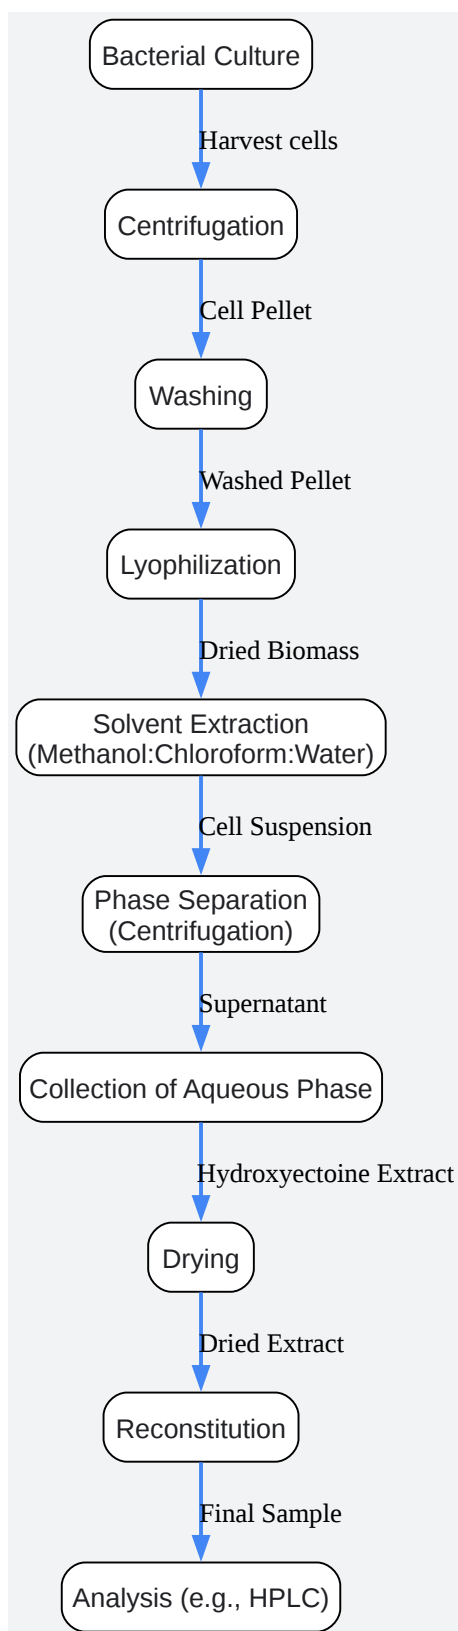 Bacterial Culture
Harvest cells
Centrifugation
Cell Pellet
Washing
Washed Pellet
Lyophilization
Dried Biomass
Solvent Extraction
(Methanol:Chloroform:Water)
Cell Suspension
Phase Separation
(Centrifugation)
Supernatant
Collection of Aqueous Phase
Hydroxyectoine Extract
Drying
Dried Extract
Reconstitution
Final Sample
Analysis (e.g., HPLC)